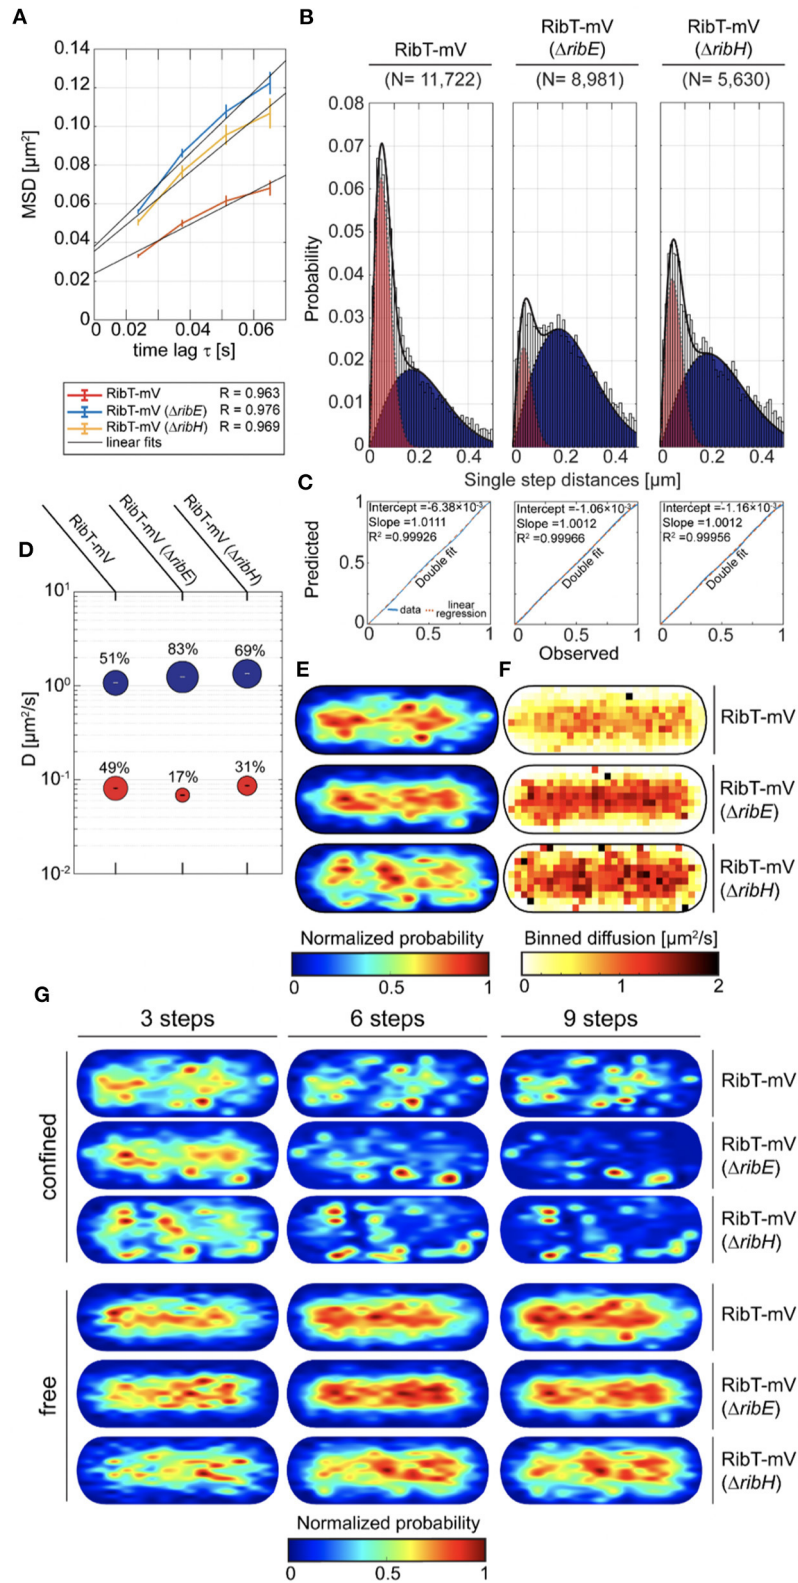 A
0.14
0.12
0.10
0.08
0.06
0.04
0.02
0
MSD [µm²]
0 0.02 0.04 0.06
time lag τ [s]
RibT-mV R = 0.963
RibT-mV (ΔribE) R = 0.976
RibT-mV (ΔribH) R = 0.969
linear fits
B
RibT-mV
(N= 11,722)
RibT-mV
(ΔribE)
(N= 8,981)
RibT-mV
(ΔribH)
(N= 5,630)
0.08
0.07
0.06
0.05
0.04
0.03
0.02
0.01
0
Probability
0 0.2 0.4 0 0.2 0.4 0 0.2 0.4
Single step distances [µm]
C
Intercept =-6.38×10⁻³
Slope =1.0111
R² =0.99926
Double fit
data
linear
regression
Intercept =-1.06×10⁻³
Slope =1.0012
R² =0.99966
Double fit
Intercept =-1.16×10⁻³
Slope =1.0012
R² =0.99956
Double fit
1
0.5
0
Predicted
0 0.5 1 0 0.5 1 0 0.5 1
Observed
D
RibT-mV
RibT-mV (ΔribE)
RibT-mV (ΔribH)
10¹
10⁰
10⁻¹
10⁻²
D [µm²/s]
51% 83% 69%
49% 17% 31%
E
F
RibT-mV
RibT-mV
(ΔribE)
RibT-mV
(ΔribH)
Normalized probability
0 1
Binned diffusion [µm²/s]
0 1 2
G
3 steps 6 steps 9 steps
confined
RibT-mV
RibT-mV
(ΔribE)
RibT-mV
(ΔribH)
free
RibT-mV
RibT-mV
(ΔribE)
RibT-mV
(ΔribH)
Normalized probability
0 0.5 1